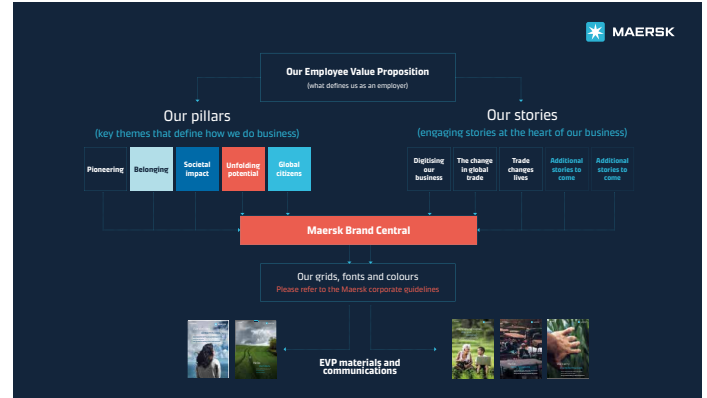 MAERSK
Our Employee Value Proposition
(what defines us as an employer)
Our pillars
(key themes that define how we do business)
Our stories
(engaging stories at the heart of our business)
Pioneering
Belonging
Societal
impact
Unfolding
potential
Global
citizens
Digitising
our
business
The change
in global
trade
Trade
changes
lives
Additional
stories to
come
Additional
stories to
come
Maersk Brand Central
Our grids, fonts and colours
Please refer to the Maersk corporate guidelines
EVP materials and
communications